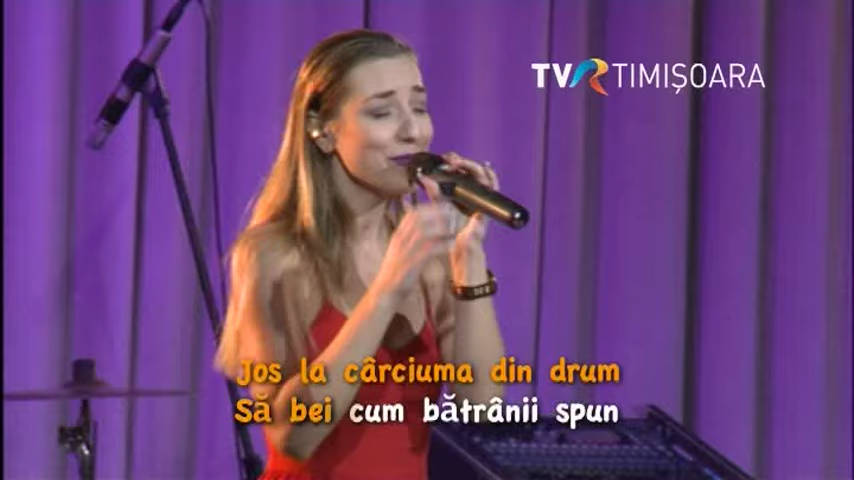 TVR TIMIȘOARA
Jos la cârciuma din drum
Să bei cum bătrânii spun